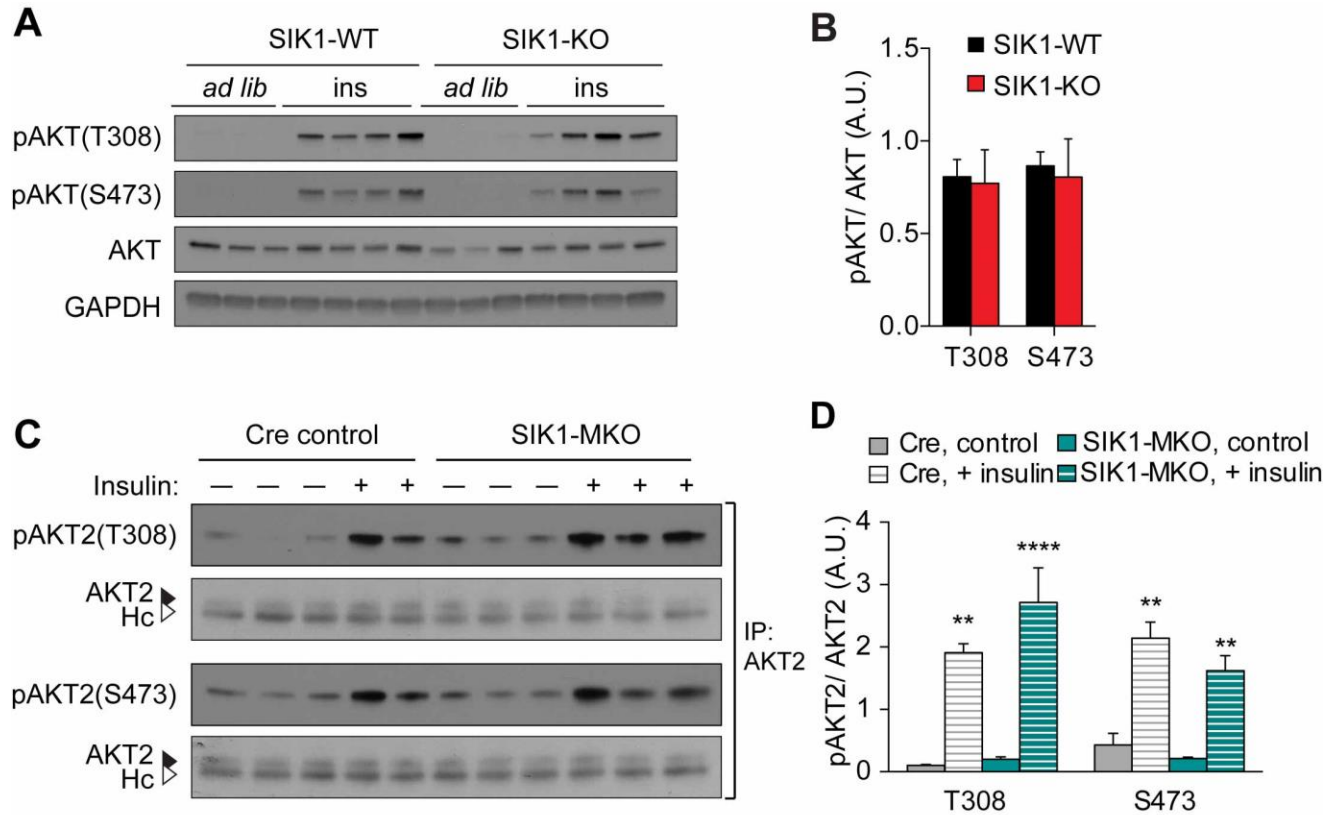 A
SIK1-WT SIK1-KO
ad lib ins ad lib ins
pAKT(T308)
pAKT(S473)
AKT
GAPDH
B
SIK1-WT
SIK1-KO
pAKT/ AKT (A.U.)
1.5
1.0
0.5
0.0
T308 S473
C
Cre control SIK1-MKO
Insulin: — — — + + — — — + + +
pAKT2(T308)
AKT2
Hc
pAKT2(S473)
AKT2
Hc
IP:
AKT2
D
Cre, control SIK1-MKO, control
Cre, + insulin SIK1-MKO, + insulin
pAKT2/ AKT2 (A.U.)
4
3
2
1
0
** **** ** **
T308 S473